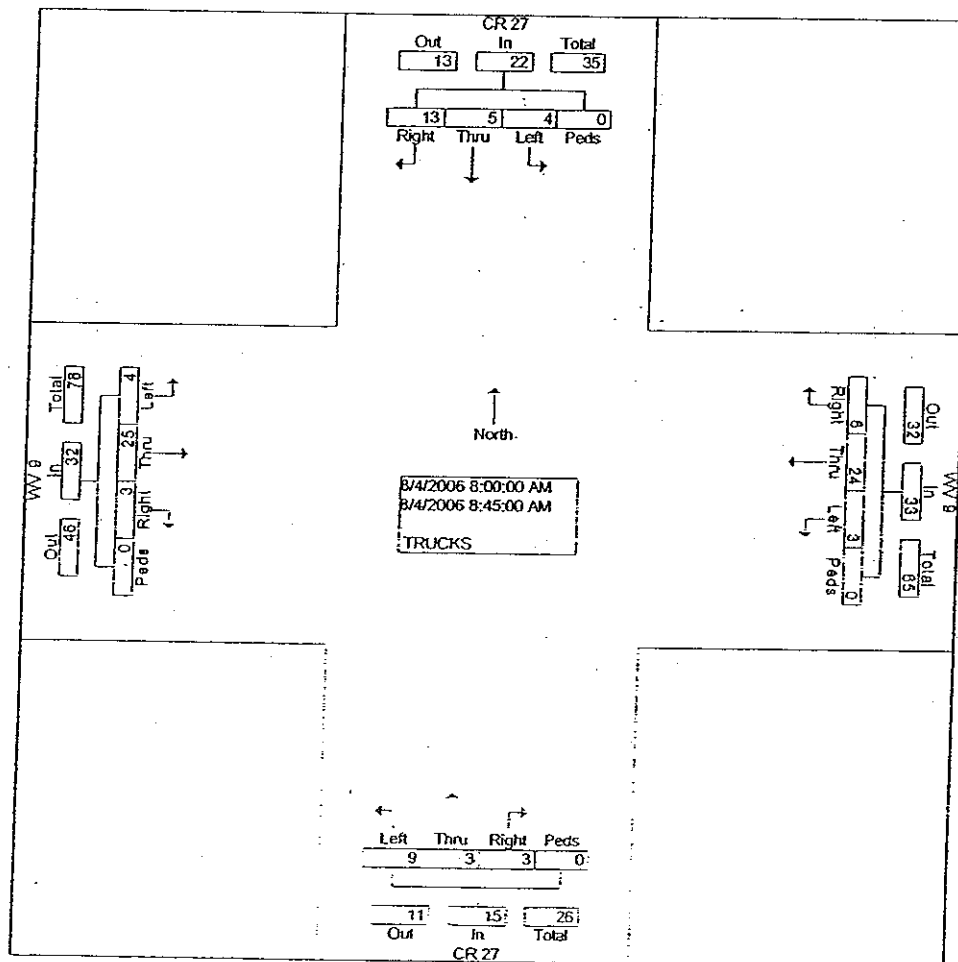 CR 27
Out In Total
13 22 35
13 5 4 0
Right Thru Left Peds
WV 9
Total In Out
78 32 46
4 25 3 0
Left Thru Right Peds
North
8/4/2006 8:00:00 AM
8/4/2006 8:45:00 AM
TRUCKS
Right Thru Left Peds
6 24 3 0
Out In Total
32 33 65
WV 9
Left Thru Right Peds
9 3 3 0
11 15 26
Out In Total
CR 27